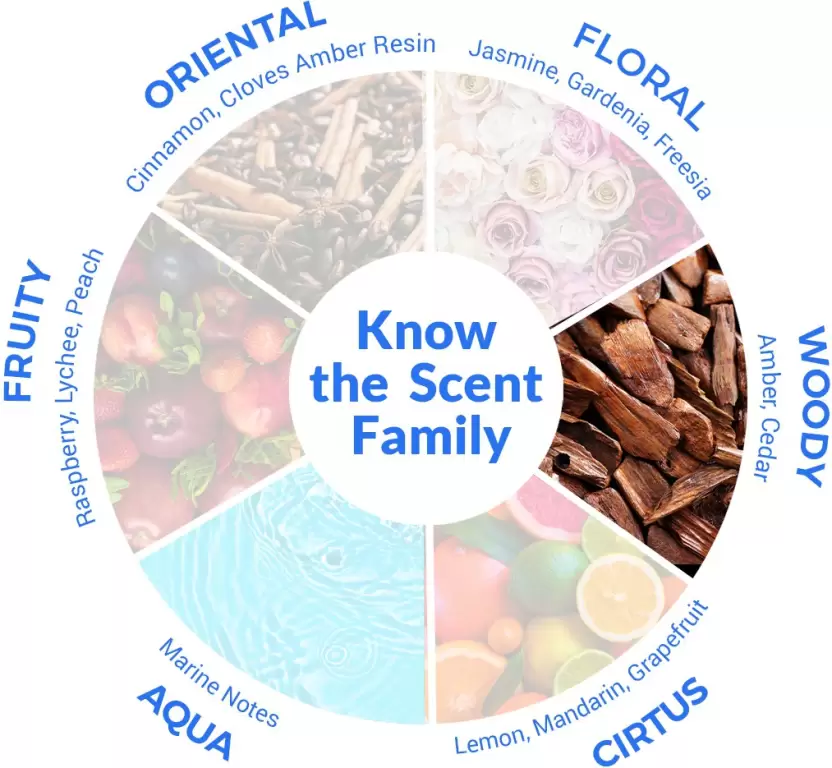 ORIENTAL
Cinnamon, Cloves Amber Resin
FLORAL
Jasmine, Gardenia, Freesia
WOODY
Amber, Cedar
CIRTUS
Lemon, Mandarin, Grapefruit
AQUA
Marine Notes
FRUITY
Raspberry, Lychee, Peach
Know
the Scent
Family